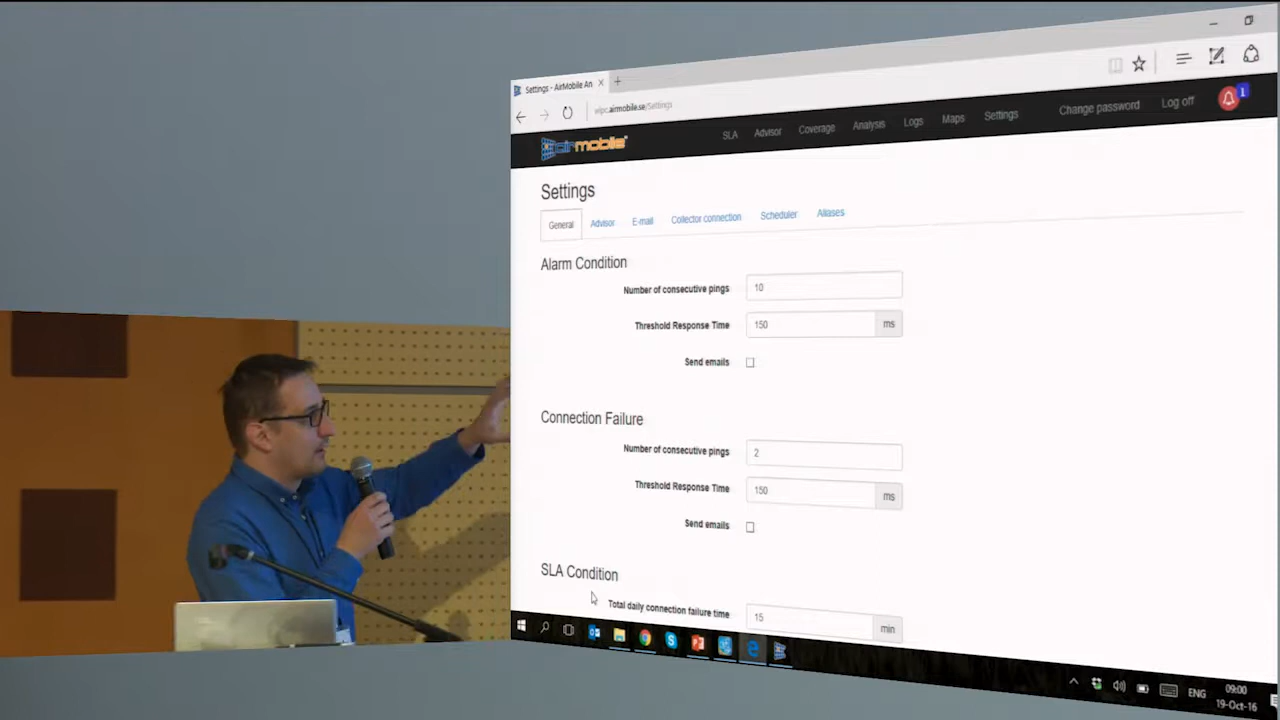 Settings - AirMobile An
wipc.airmobile.se/Settings
airmobile
SLA Advisor Coverage Analysis Logs Maps Settings Change password Log off 1
Settings
General Advisor E-mail Collector connection Scheduler Aliases
Alarm Condition
Number of consecutive pings 10
Threshold Response Time 150 ms
Send emails
Connection Failure
Number of consecutive pings 2
Threshold Response Time 150 ms
Send emails
SLA Condition
Total daily connection failure time 15 min
ENG
09:00
19-Oct-16